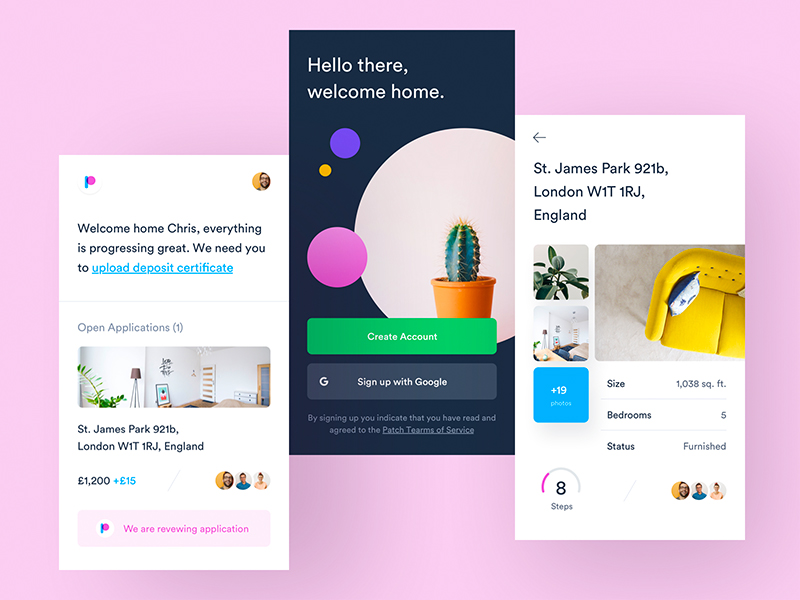 Welcome home Chris, everything
is progressing great. We need you
to upload deposit certificate
Open Applications (1)
St. James Park 921b,
London W1T 1RJ, England
£1,200 +£15
We are revewing application
Hello there,
welcome home.
Create Account
G Sign up with Google
By signing up you indicate that you have read and
agreed to the Patch Tearms of Service
St. James Park 921b,
London W1T 1RJ,
England
+19
photos
Size 1,038 sq. ft.
Bedrooms 5
Status Furnished
8
Steps